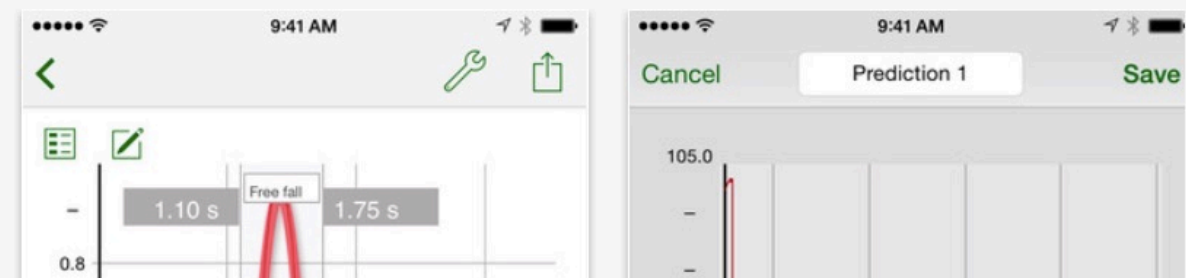 9:41 AM
Free fall
1.10 s
1.75 s
0.8
9:41 AM
Cancel
Prediction 1
Save
105.0